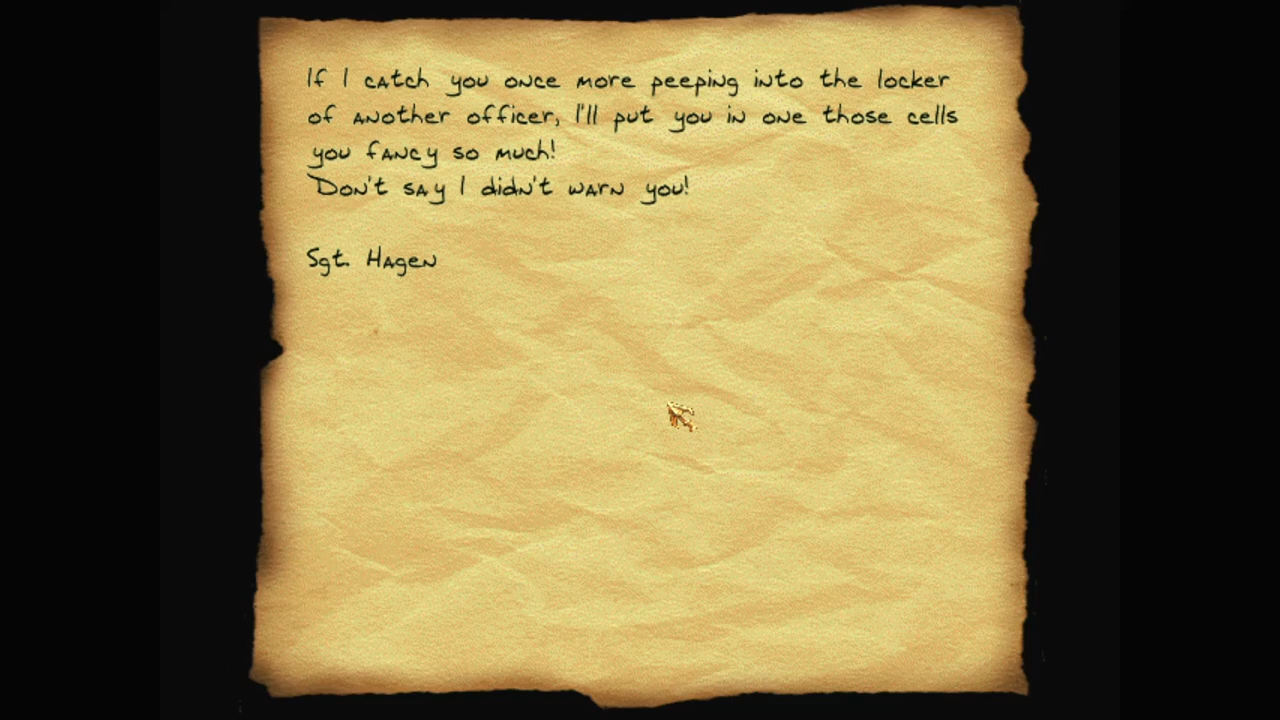 If I catch you once more peeping into the locker
of another officer, I'll put you in one those cells
you fancy so much!
Don't say I didn't warn you!
Sgt. Hagen